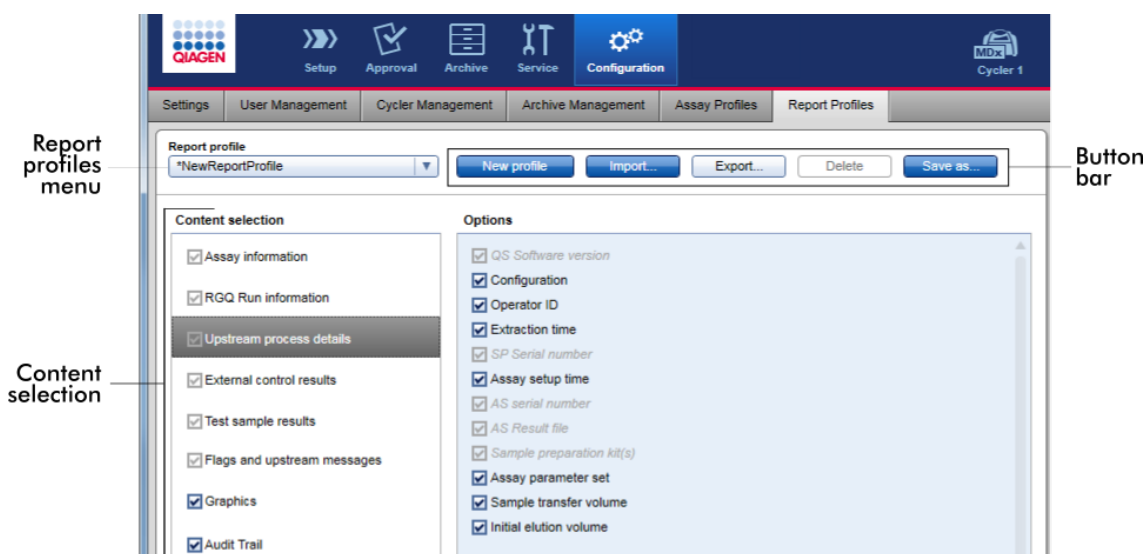 QIAGEN
Setup
Approval
Archive
Service
Configuration
MDx
Cycler 1
Settings
User Management
Cycler Management
Archive Management
Assay Profiles
Report Profiles
Report profiles menu
Report profile
*NewReportProfile
New profile
Import...
Export...
Delete
Save as...
Button bar
Content selection
Options
Assay information
RGQ Run information
Upstream process details
External control results
Test sample results
Flags and upstream messages
Graphics
Audit Trail
Content selection
QS Software version
Configuration
Operator ID
Extraction time
SP Serial number
Assay setup time
AS serial number
AS Result file
Sample preparation kit(s)
Assay parameter set
Sample transfer volume
Initial elution volume